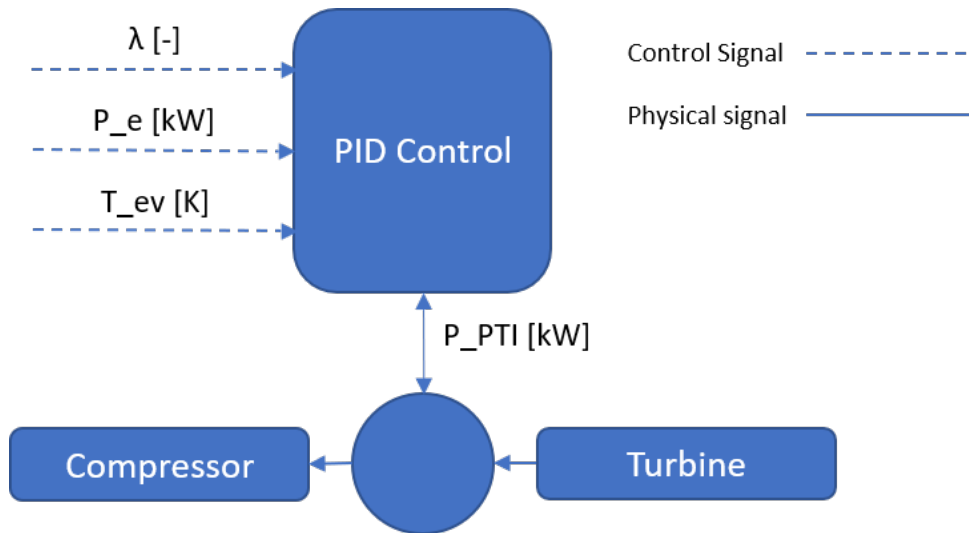 λ [-]
P_e [kW]
T_ev [K]
PID Control
Control Signal
Physical signal
P_PTI [kW]
Compressor
Turbine